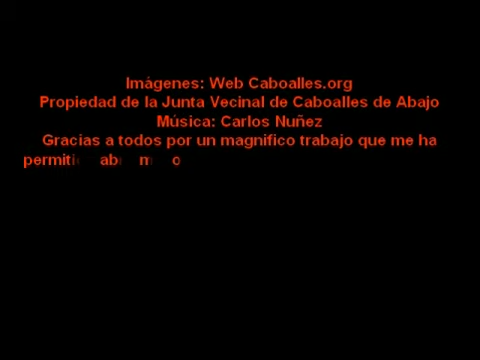 Imágenes: Web Caboalles.org
Propiedad de la Junta Vecinal de Caboalles de Abajo
Música: Carlos Nuñez
Gracias a todos por un magnifico trabajo que me ha